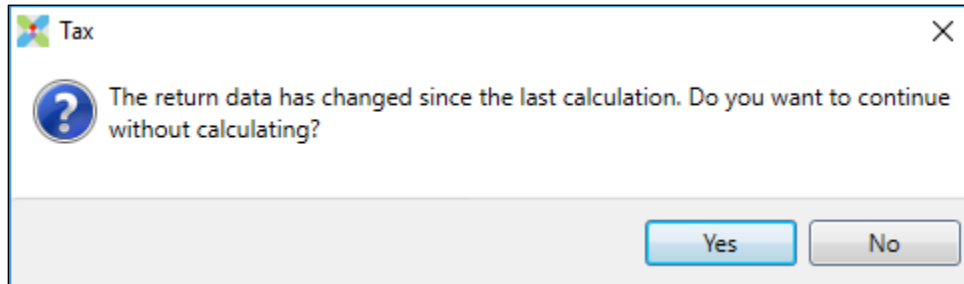 Tax
The return data has changed since the last calculation. Do you want to continue
without calculating?
Yes
No